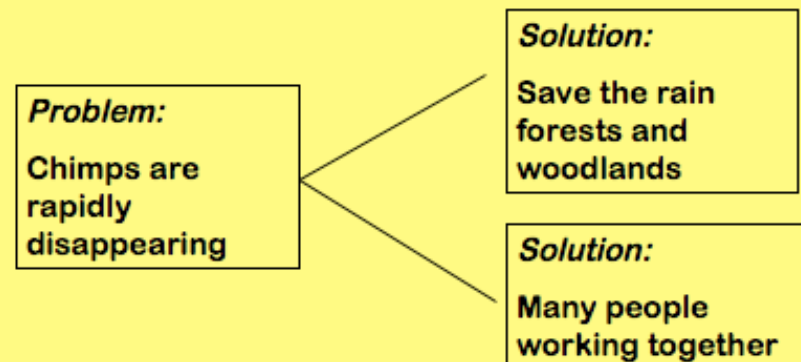 Problem:
Chimps are
rapidly
disappearing
Solution:
Save the rain
forests and
woodlands
Solution:
Many people
working together